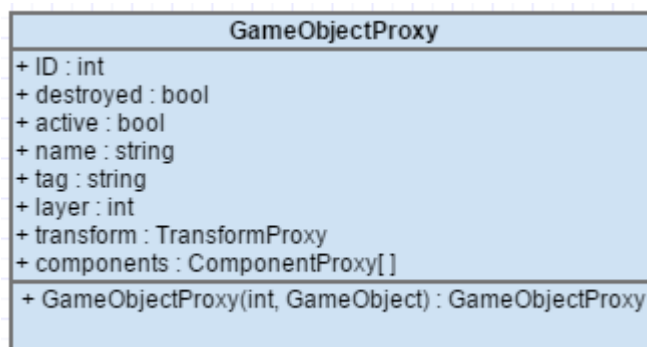 GameObjectProxy
+ ID : int
+ destroyed : bool
+ active : bool
+ name : string
+ tag : string
+ layer : int
+ transform : TransformProxy
+ components : ComponentProxy[ ]
+ GameObjectProxy(int, GameObject) : GameObjectProxy